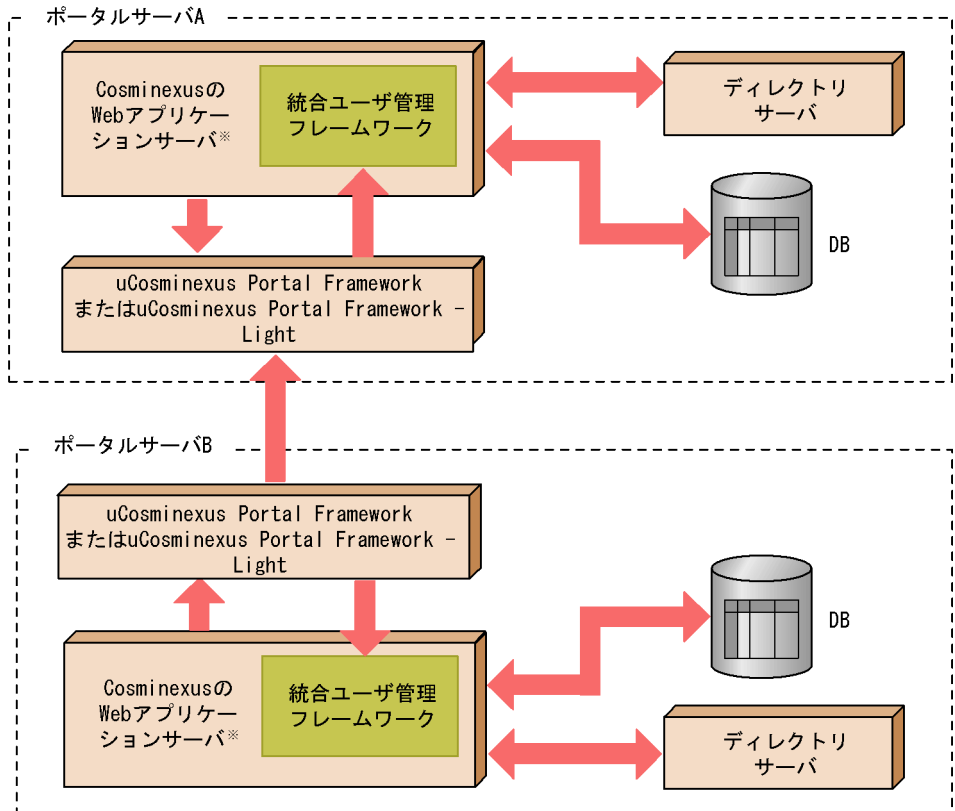 ポータルサーバA
Cosminexusの
Webアプリケー
ションサーバ※
統合ユーザ管理
フレームワーク
ディレクトリ
サーバ
DB
uCosminexus Portal Framework
またはuCosminexus Portal Framework －
Light
ポータルサーバB
uCosminexus Portal Framework
またはuCosminexus Portal Framework －
Light
DB
Cosminexusの
Webアプリケー
ションサーバ※
統合ユーザ管理
フレームワーク
ディレクトリ
サーバ